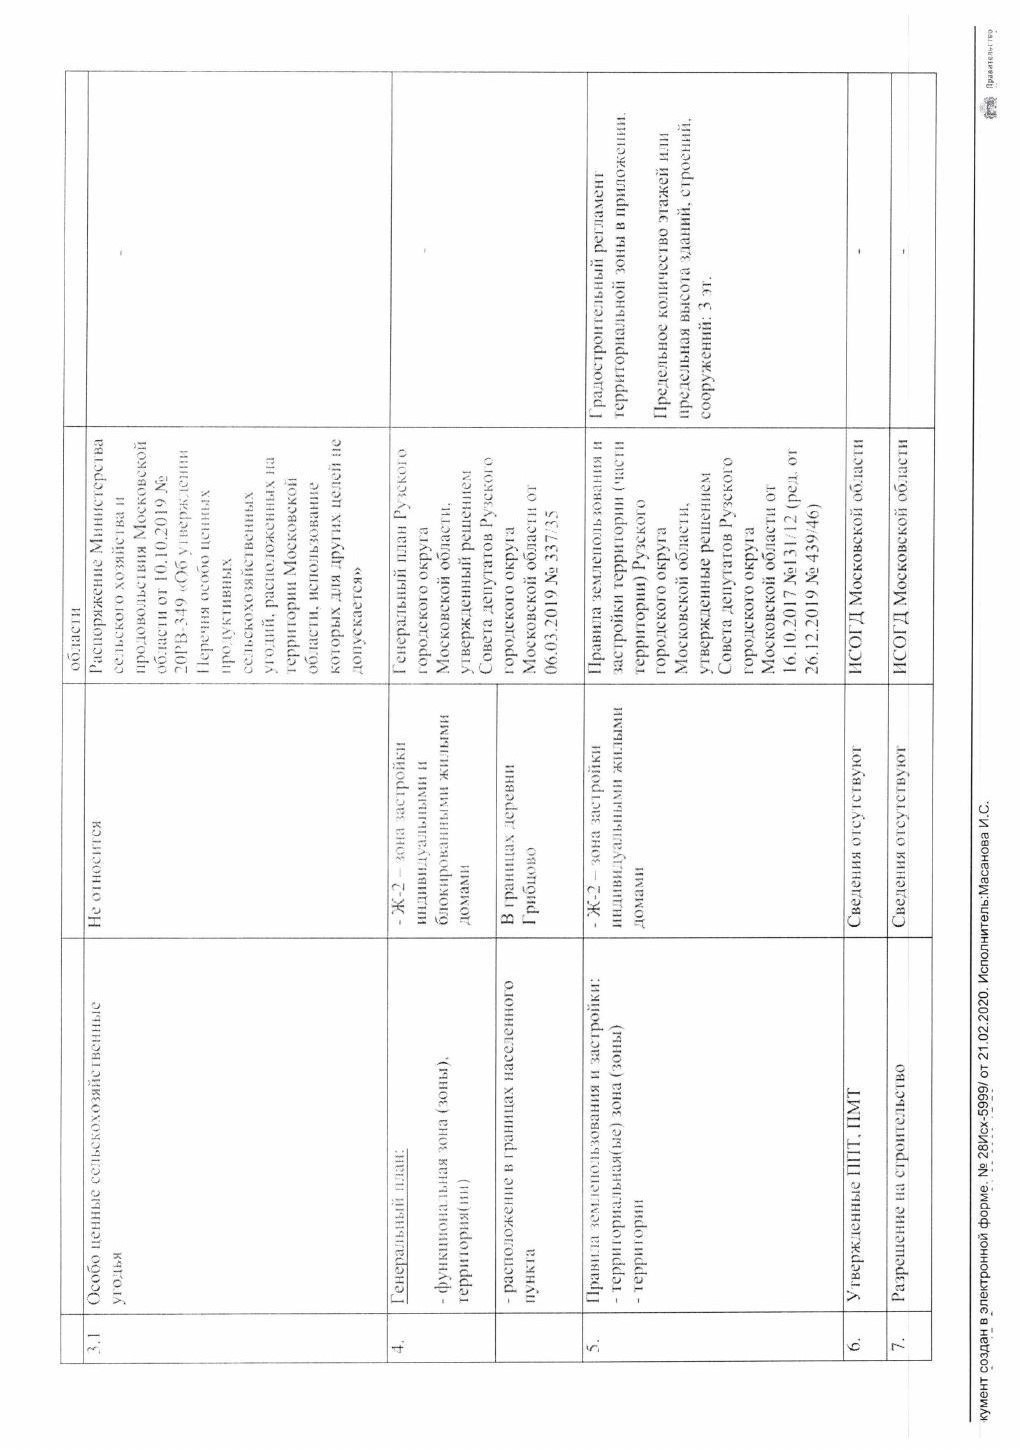 области
3.1
Особо ценные сельскохозяйственные
угодья
Не относится
Распоряжение Министерства
сельского хозяйства и
продовольствия Московской
области от 10.10.2019 №
20РВ-349 «Об утверждении
Перечня особо ценных
продуктивных
сельскохозяйственных
угодий, расположенных на
территории Московской
области, использование
которых для других целей не
допускается»
-
4.
Генеральный план:
- функциональная зона (зоны),
территория(ии)
- Ж-2 – зона застройки
индивидуальными и
блокированными жилыми
домами
Генеральный план Рузского
городского округа
Московской области,
утвержденный решением
Совета депутатов Рузского
городского округа
Московской области от
06.03.2019 № 337/35
-
- расположение в границах населенного
пункта
В границах деревни
Грибцово
5.
Правила землепользования и застройки:
- территориальная(ые) зона (зоны)
- территории
- Ж-2 – зона застройки
индивидуальными жилыми
домами
Правила землепользования и
застройки территории (части
территории) Рузского
городского округа
Московской области,
утвержденные решением
Совета депутатов Рузского
городского округа
Московской области от
16.10.2017 №131/12 (ред. от
26.12.2019 № 439/46)
Градостроительный регламент
территориальной зоны в приложении.
Предельное количество этажей или
предельная высота зданий, строений,
сооружений: 3 эт.
6.
Утвержденные ППТ, ПМТ
Сведения отсутствуют
ИСОГД Московской области
-
7.
Разрешение на строительство
Сведения отсутствуют
ИСОГД Московской области
-
кумент создан в электронной форме. № 28Исх-5999/ от 21.02.2020. Исполнитель:Масанова И.С.
Правительство